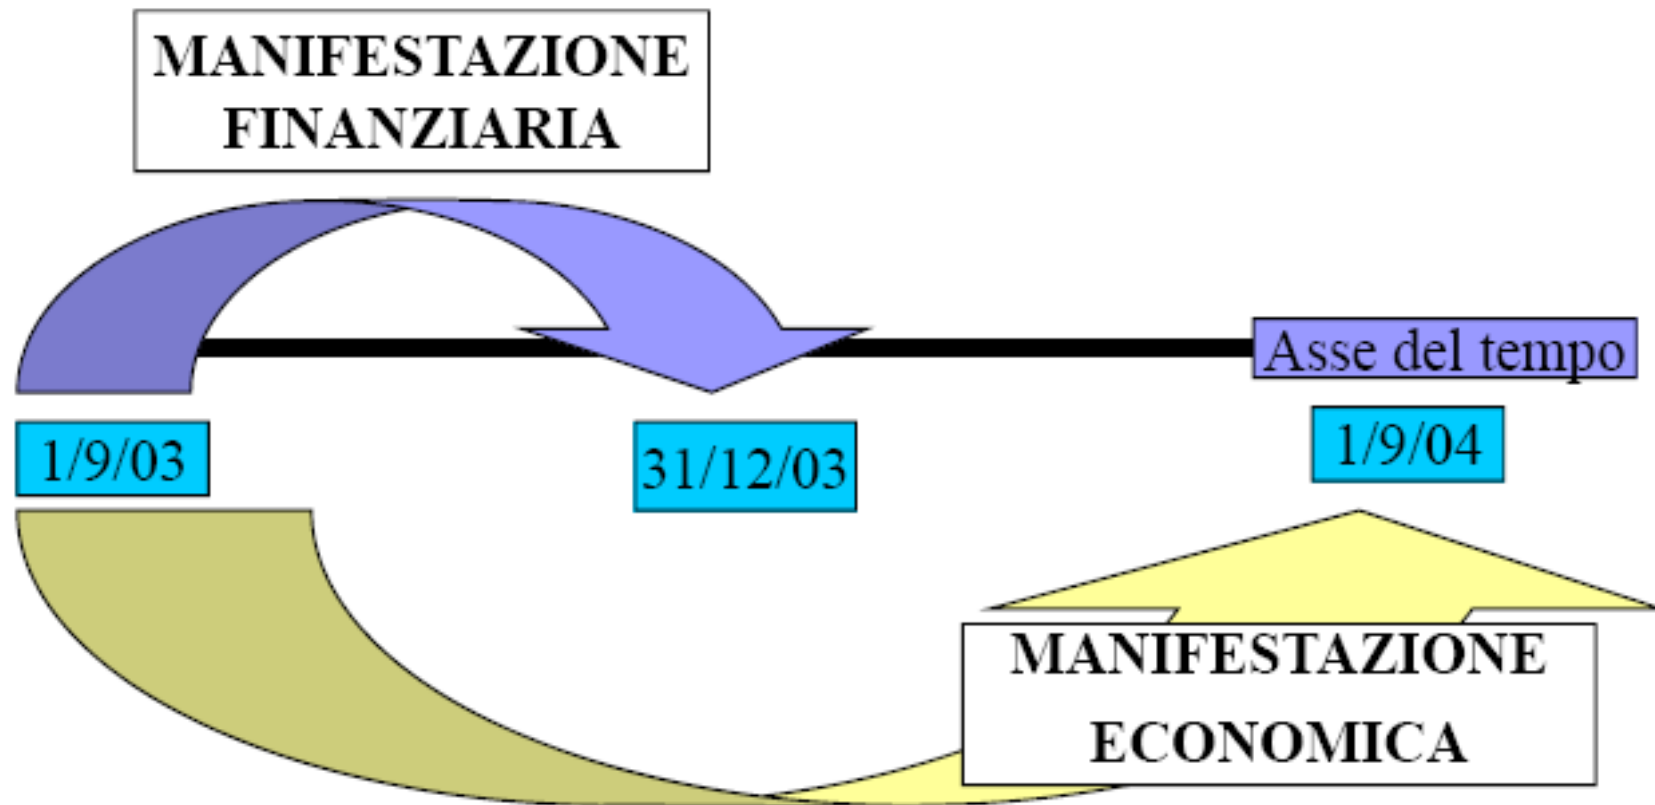 MANIFESTAZIONE
FINANZIARIA
Asse del tempo
1/9/03
31/12/03
1/9/04
MANIFESTAZIONE
ECONOMICA